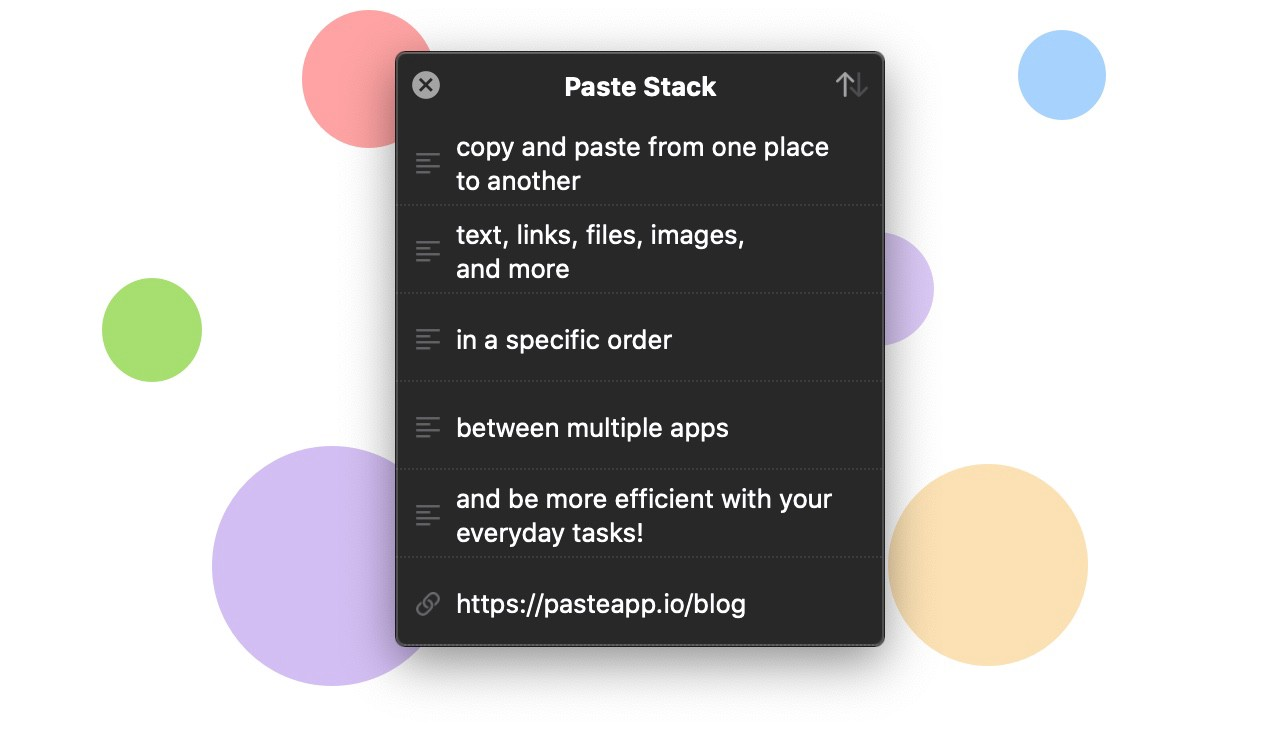 Paste Stack
copy and paste from one place
to another
text, links, files, images,
and more
in a specific order
between multiple apps
and be more efficient with your
everyday tasks!
https://pasteapp.io/blog